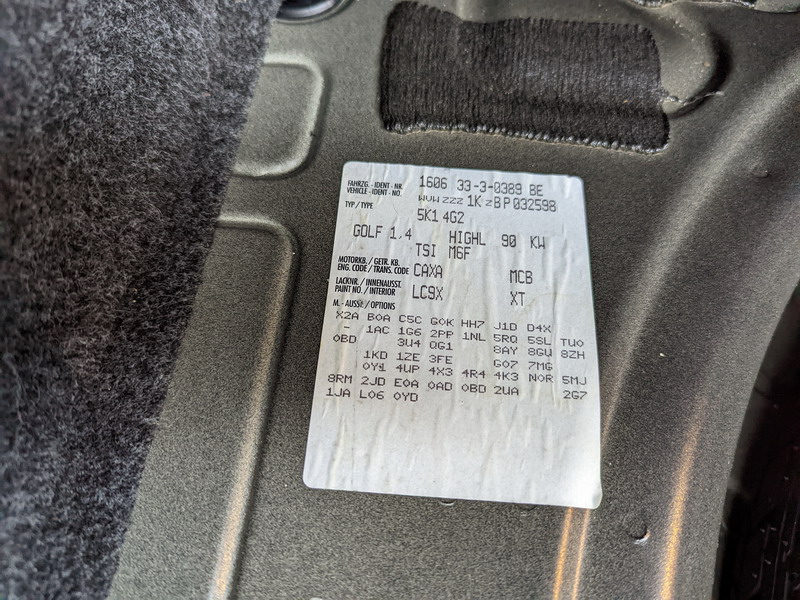 FAHRZG. - IDENT - NR. 1606 33-3-0389 BE
VEHICLE - IDENT - NO. WVWZZZ1KZBP032598
TYP / TYPE 5K14G2
GOLF 1,4 HIGHL 90 KW
TSI M6F
MOTORKB. / GETR. KB.
ENG. CODE / TRANS. CODE CAXA MCB
LACKNR. / INNENAUSST.
PAINT NO. / INTERIOR LC9X XT
M. - AUSST / OPTIONS
X2A B0A C5C G0K HH7 J1D D4X
- 1AC 1G6 2PP 1NL 5RQ 5SL TU0
0BD 3U4 QG1 8AY 8GU 8ZH
1KD 1ZE 3FE G07 7MG
0Y1 4UP 4X3 4R4 4K3 N0R 5MJ
8RM 2JD E0A 0AD 0BD 2UA 2G7
1JA L06 0YD